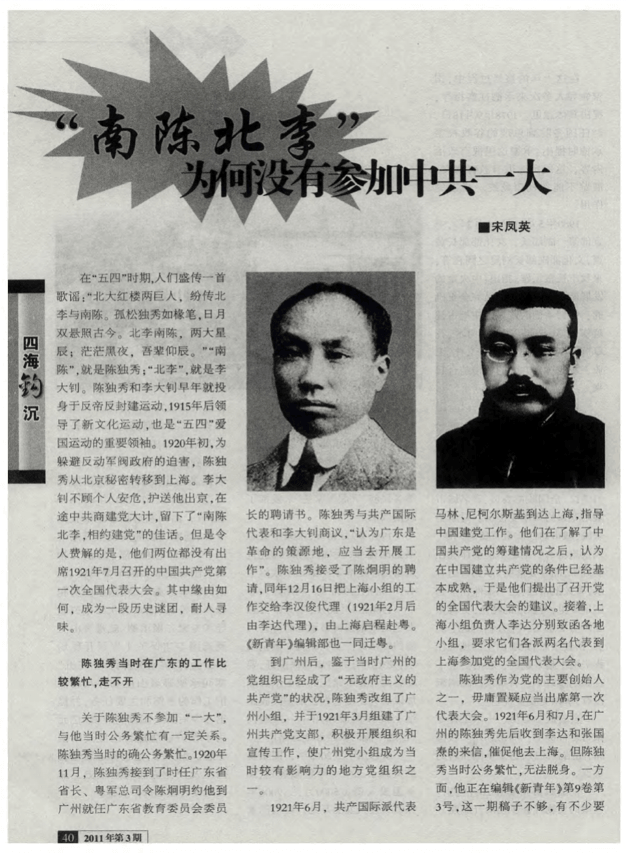 “南陈北李”
为何没有参加中共一大
■宋凤英
四海钩沉
在“五四”时期,人们盛传一首
歌谣:“北大红楼两巨人，纷传北
李与南陈。孤松独秀如椽笔,日月
双悬照古今。北李南陈，两大星
辰；茫茫黑夜，吾辈仰辰。”“南
陈”,就是陈独秀;“北李”,就是李
大钊。陈独秀和李大钊早年就投
身于反帝反封建运动,1915年后领
导了新文化运动,也是“五四”爱
国运动的重要领袖。1920年初,为
躲避反动军阀政府的迫害，陈独
秀从北京秘密转移到上海。李大
钊不顾个人安危,护送他出京,在
途中共商建党大计,留下了“南陈
北李,相约建党”的佳话。但是令
人费解的是，他们两位都没有出
席1921年7月召开的中国共产党第
一次全国代表大会。其中缘由如
何，成为一段历史谜团，耐人寻
味。
陈独秀当时在广东的工作比
较繁忙,走不开
关于陈独秀不参加“一大”，
与他当时公务繁忙有一定关系。
陈独秀当时的确公务繁忙。1920年
11月，陈独秀接到了时任广东省
省长、粤军总司令陈炯明约他到
广州就任广东省教育委员会委员
长的聘请书。陈独秀与共产国际
代表和李大钊商议,“认为广东是
革命的策源地，应当去开展工
作”。陈独秀接受了陈炯明的聘
请,同年12月16日把上海小组的工
作交给李汉俊代理（1921年2月后
由李达代理），由上海启程赴粤。
《新青年》编辑部也一同迁粤。
到广州后，鉴于当时广州的
党组织已经成了“无政府主义的
共产党”的状况,陈独秀改组了广
州小组，并于1921年3月组建了广
州共产党支部，积极开展组织和
宣传工作，使广州党小组成为当
时较有影响力的地方党组织之
一。
1921年6月，共产国际派代表
马林、尼柯尔斯基到达上海,指导
中国建党工作。他们在了解了中
国共产党的筹建情况之后，认为
在中国建立共产党的条件已经基
本成熟，于是他们提出了召开党
的全国代表大会的建议。接着,上
海小组负责人李达分别致函各地
小组，要求它们各派两名代表到
上海参加党的全国代表大会。
陈独秀作为党的主要创始人
之一，毋庸置疑应当出席第一次
代表大会。1921年6月和7月,在广
州的陈独秀先后收到李达和张国
焘的来信,催促他去上海。但陈独
秀当时公务繁忙,无法脱身。一方
面,他正在编辑《新青年》第9卷第
3号,这一期稿子不够,有不少要
40 2011年第3期